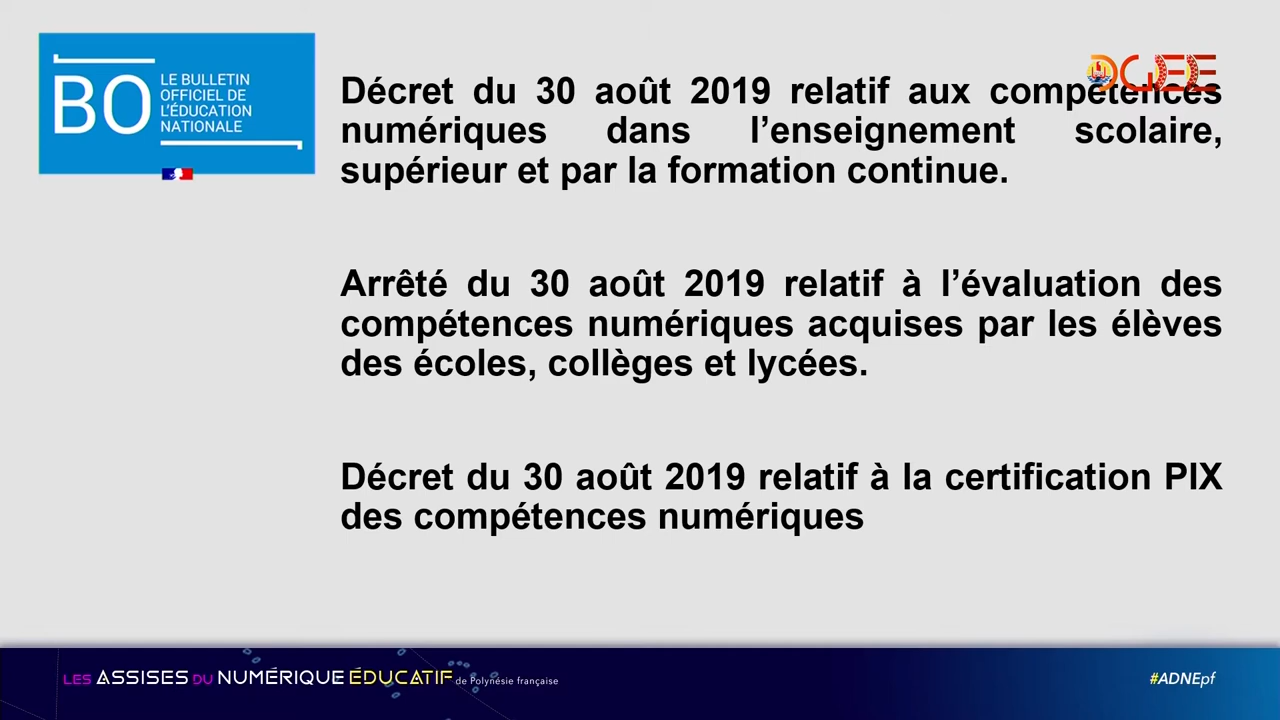 BO
LE BULLETIN
OFFICIEL DE
L'ÉDUCATION
NATIONALE
DGEE
Décret du 30 août 2019 relatif aux compétences
numériques dans l’enseignement scolaire,
supérieur et par la formation continue.
Arrêté du 30 août 2019 relatif à l’évaluation des
compétences numériques acquises par les élèves
des écoles, collèges et lycées.
Décret du 30 août 2019 relatif à la certification PIX
des compétences numériques
LES ASSISES DU NUMÉRIQUE ÉDUCATIF de Polynésie française
#ADNEpf